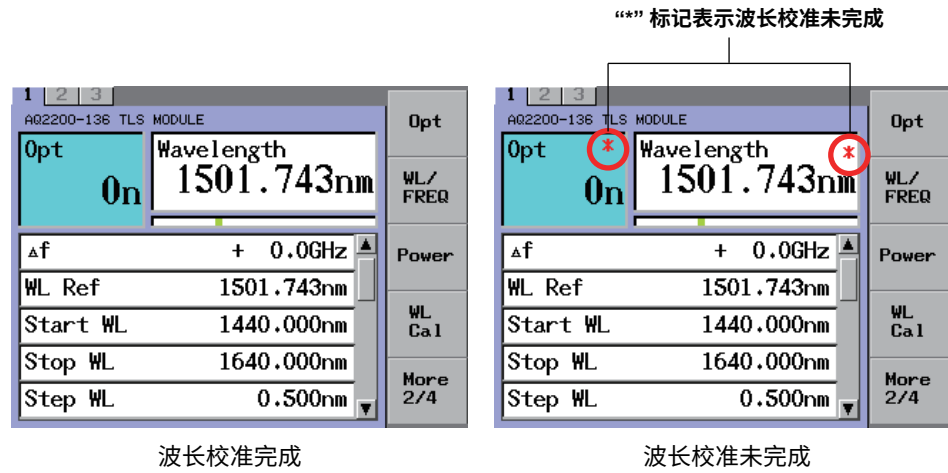 “*” 标记表示波长校准未完成
1 2 3
AQ2200-136 TLS MODULE
Opt
On
Wavelength
1501.743nm
△f + 0.0GHz
WL Ref 1501.743nm
Start WL 1440.000nm
Stop WL 1640.000nm
Step WL 0.500nm
Opt
WL/
FREQ
Power
WL
Cal
More
2/4
波长校准完成
1 2 3
AQ2200-136 TLS MODULE
Opt *
On
Wavelength *
1501.743nm
△f + 0.0GHz
WL Ref 1501.743nm
Start WL 1440.000nm
Stop WL 1640.000nm
Step WL 0.500nm
Opt
WL/
FREQ
Power
WL
Cal
More
2/4
波长校准未完成